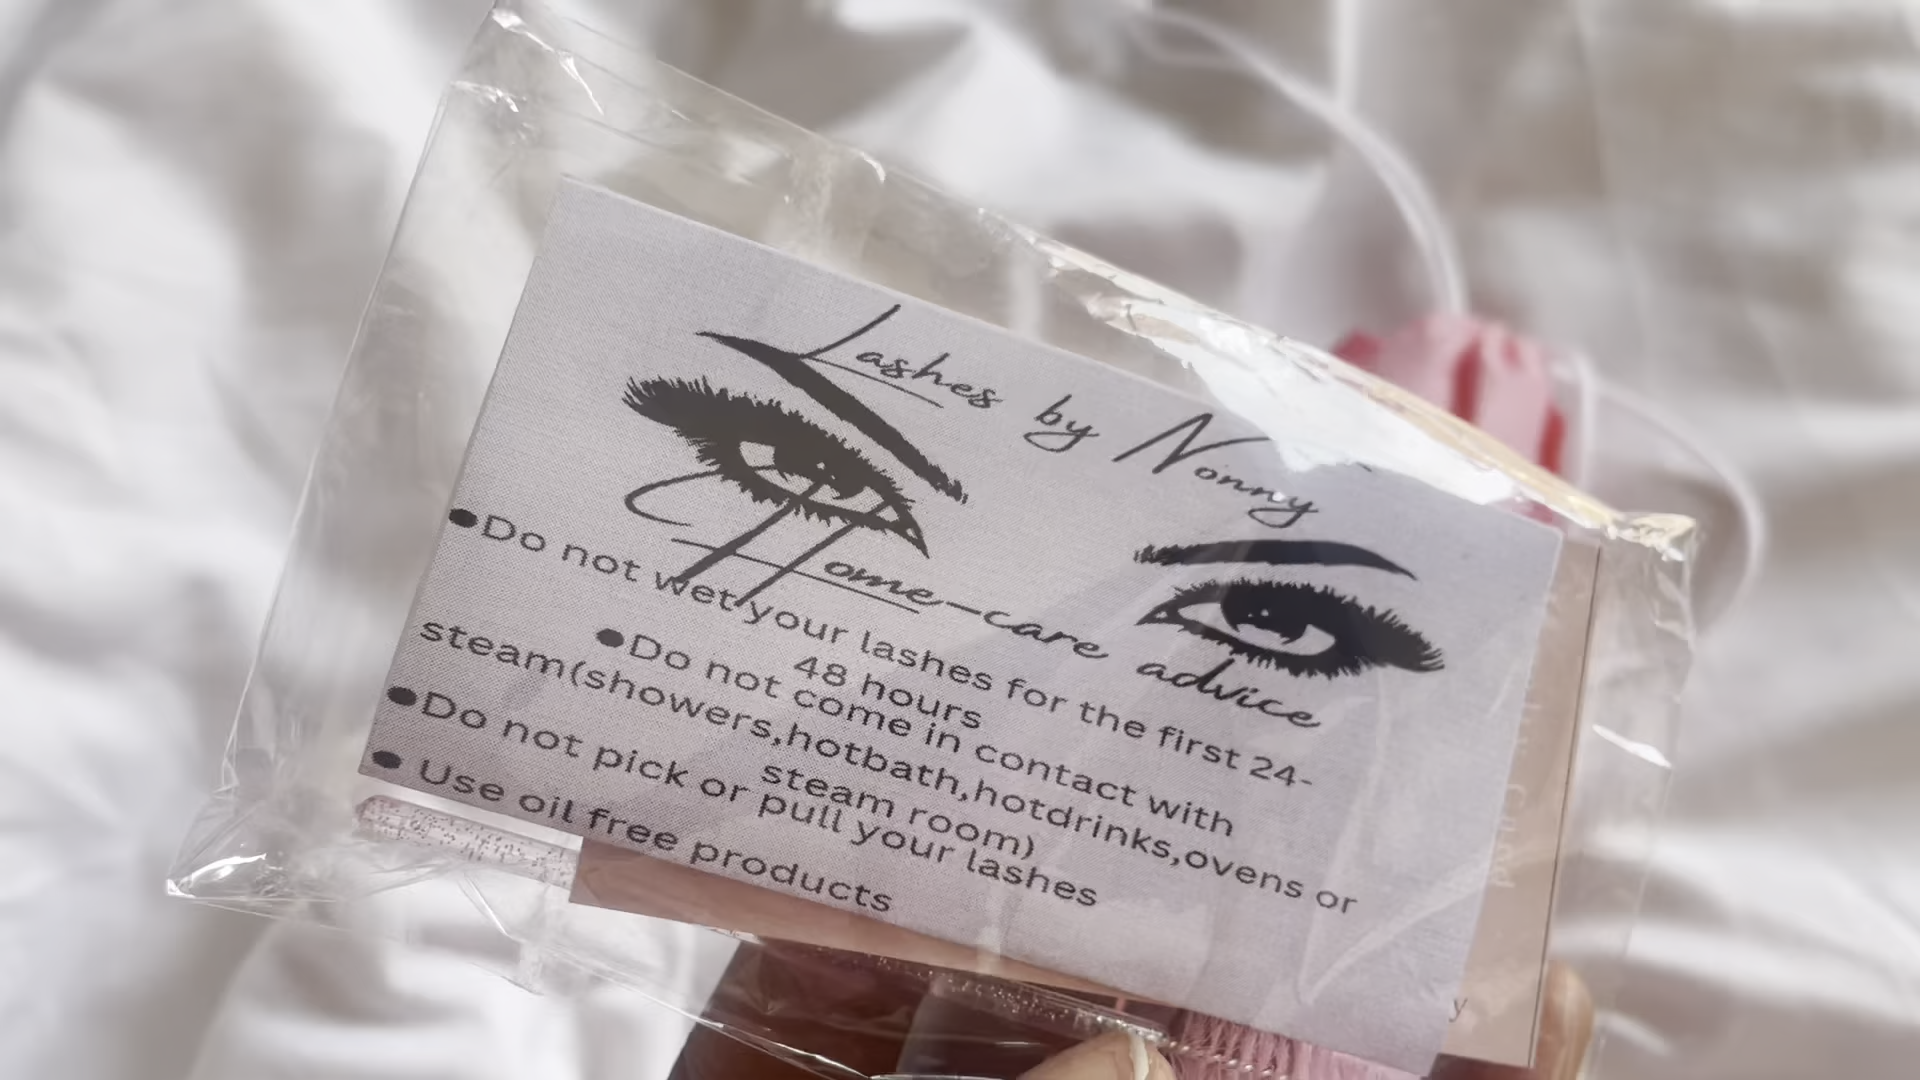 Lashes by Nonny
Home-care advice
●Do not wet your lashes for the first 24-
48 hours
●Do not come in contact with
steam(showers,hotbath,hotdrinks,ovens or
steam room)
●Do not pick or pull your lashes
● Use oil free products